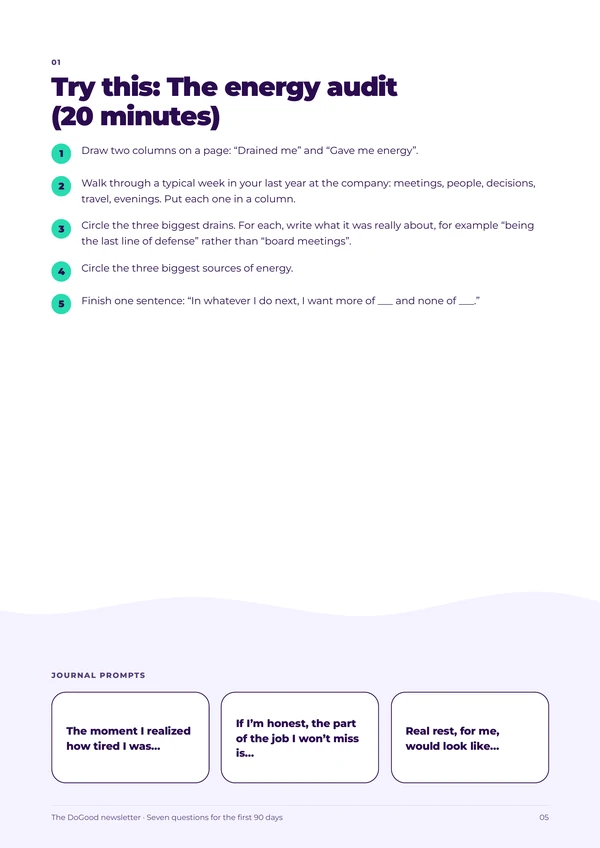 01
Try this: The energy audit
(20 minutes)
1 Draw two columns on a page: “Drained me” and “Gave me energy”.
2 Walk through a typical week in your last year at the company: meetings, people, decisions,
travel, evenings. Put each one in a column.
3 Circle the three biggest drains. For each, write what it was really about, for example “being
the last line of defense” rather than “board meetings”.
4 Circle the three biggest sources of energy.
5 Finish one sentence: “In whatever I do next, I want more of ___ and none of ___.”
JOURNAL PROMPTS
The moment I realized
how tired I was...
If I’m honest, the part
of the job I won’t miss
is...
Real rest, for me,
would look like...
The DoGood newsletter · Seven questions for the first 90 days
05